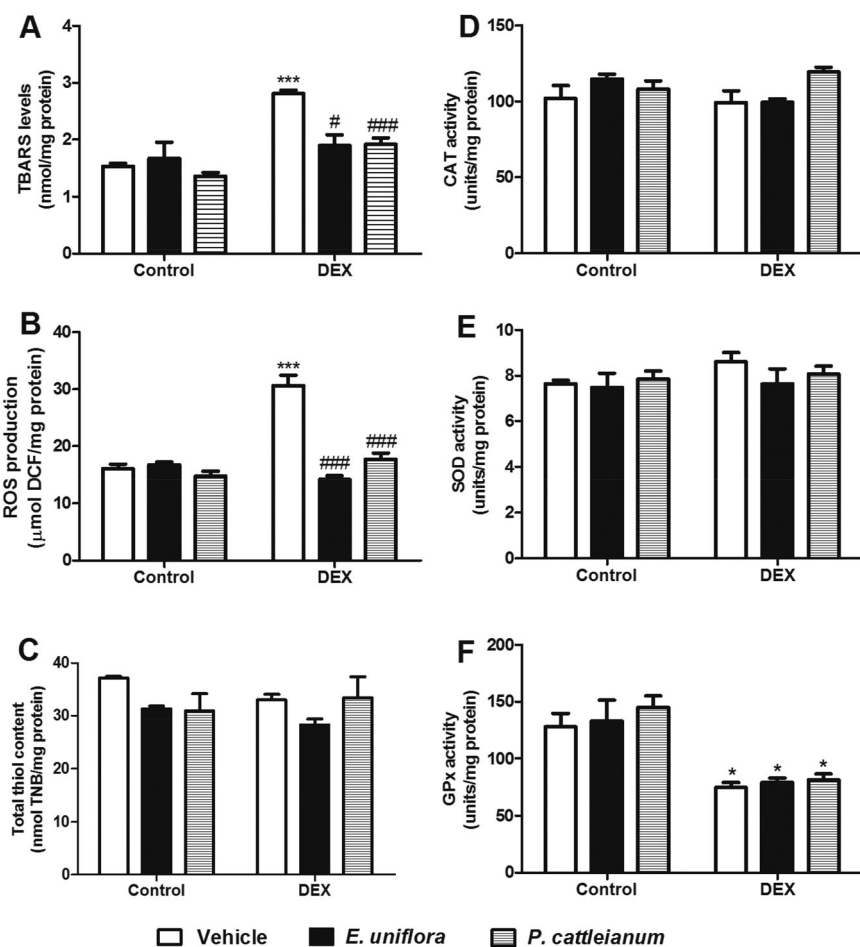 A
TBARS levels
(nmol/mg protein)
4
3
2
1
0
***
#
###
Control
DEX
D
CAT activity
(units/mg protein)
150
100
50
0
Control
DEX
B
ROS production
(μmol DCF/mg protein)
40
30
20
10
0
***
###
###
Control
DEX
E
SOD activity
(units/mg protein)
10
8
6
4
2
0
Control
DEX
C
Total thiol content
(nmol TNB/mg protein)
40
30
20
10
0
Control
DEX
F
GPx activity
(units/mg protein)
200
150
100
50
0
*
*
*
Control
DEX
Vehicle E. uniflora P. cattleianum